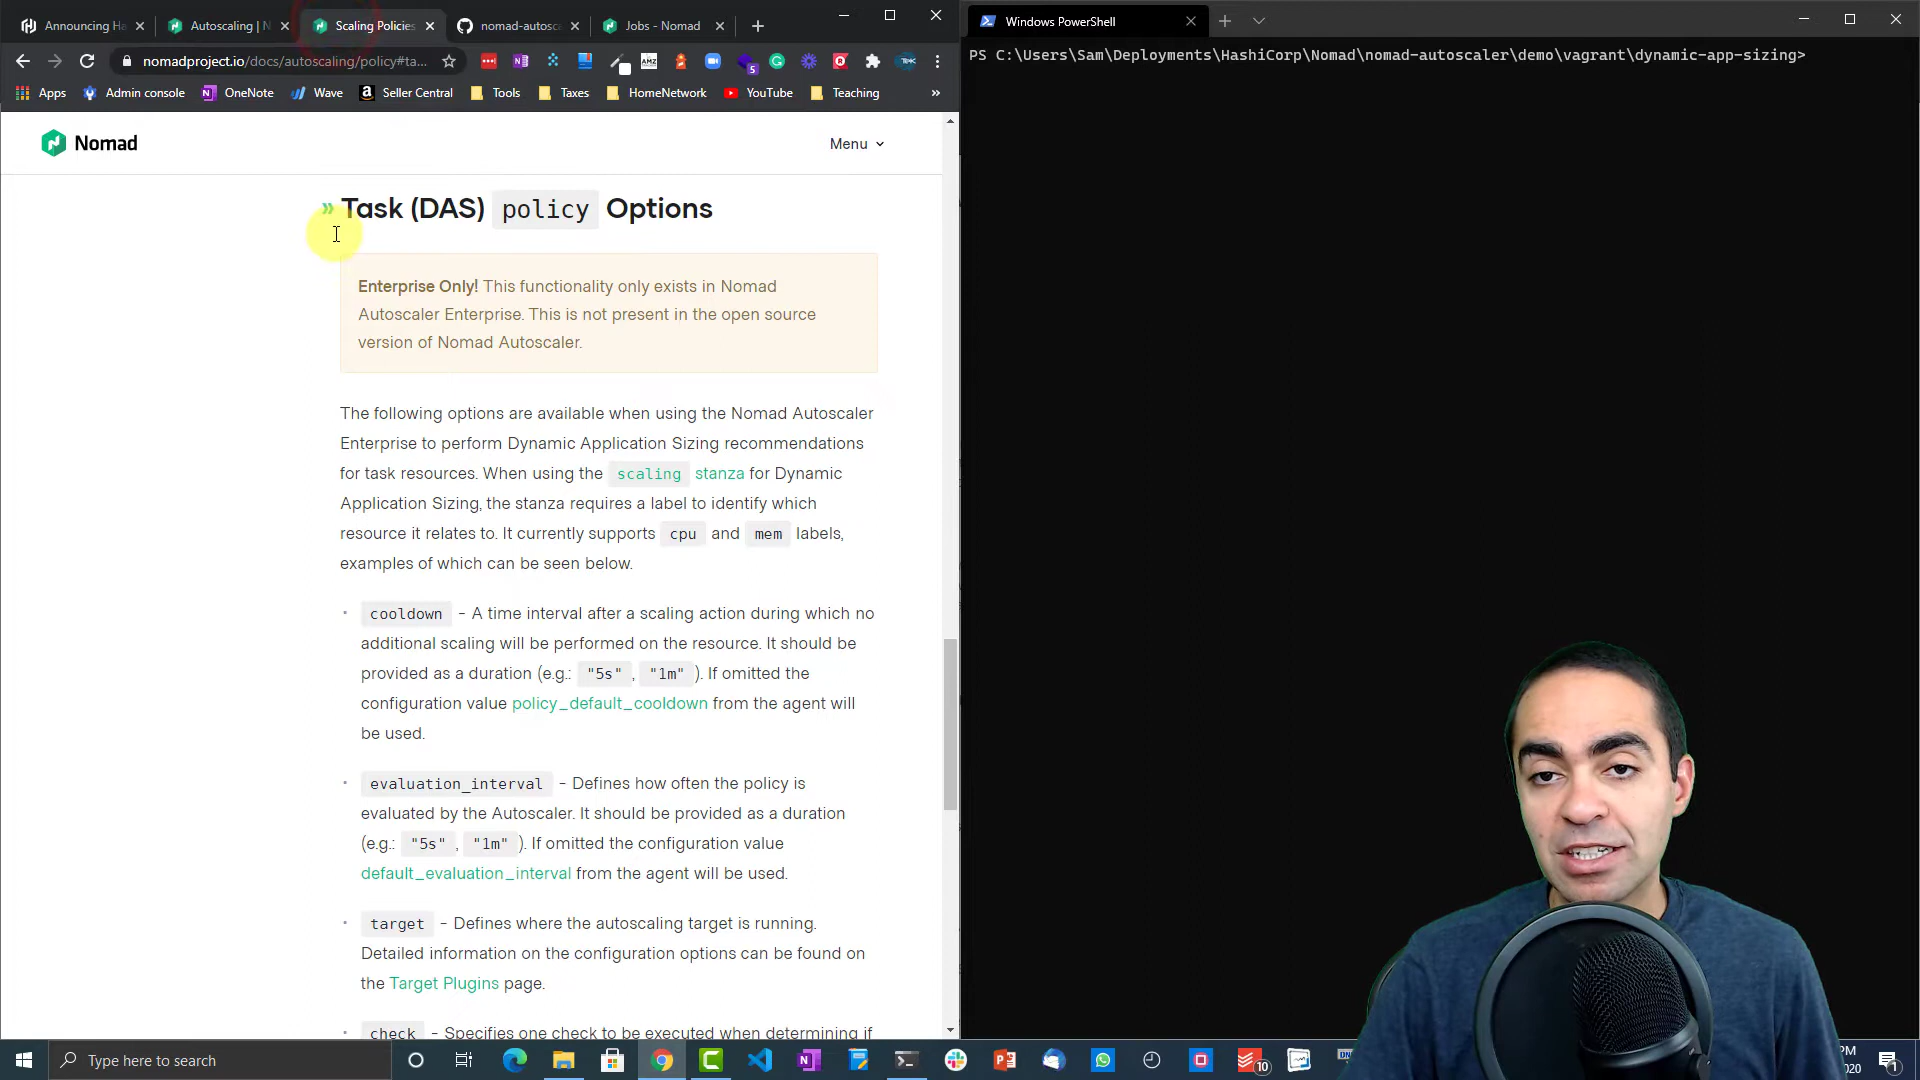 Announcing Ha
Autoscaling | N
Scaling Policies
nomad-autosc
Jobs - Nomad
Windows PowerShell
nomadproject.io/docs/autoscaling/policy#ta...
5
Apps
Admin console
OneNote
Wave
Seller Central
Tools
Taxes
HomeNetwork
YouTube
Teaching
»
PS C:\Users\Sam\Deployments\HashiCorp\Nomad\nomad-autoscaler\demo\vagrant\dynamic-app-sizing>
Nomad
Menu
» Task (DAS) policy Options
Enterprise Only! This functionality only exists in Nomad
Autoscaler Enterprise. This is not present in the open source
version of Nomad Autoscaler.
The following options are available when using the Nomad Autoscaler
Enterprise to perform Dynamic Application Sizing recommendations
for task resources. When using the scaling stanza for Dynamic
Application Sizing, the stanza requires a label to identify which
resource it relates to. It currently supports cpu and mem labels,
examples of which can be seen below.
cooldown - A time interval after a scaling action during which no
additional scaling will be performed on the resource. It should be
provided as a duration (e.g.: "5s", "1m"). If omitted the
configuration value policy_default_cooldown from the agent will
be used.
evaluation_interval - Defines how often the policy is
evaluated by the Autoscaler. It should be provided as a duration
(e.g.: "5s", "1m"). If omitted the configuration value
default_evaluation_interval from the agent will be used.
target - Defines where the autoscaling target is running.
Detailed information on the configuration options can be found on
the Target Plugins page.
check - Specifies one check to be executed when determining if
Type here to search
10
PM
020
1